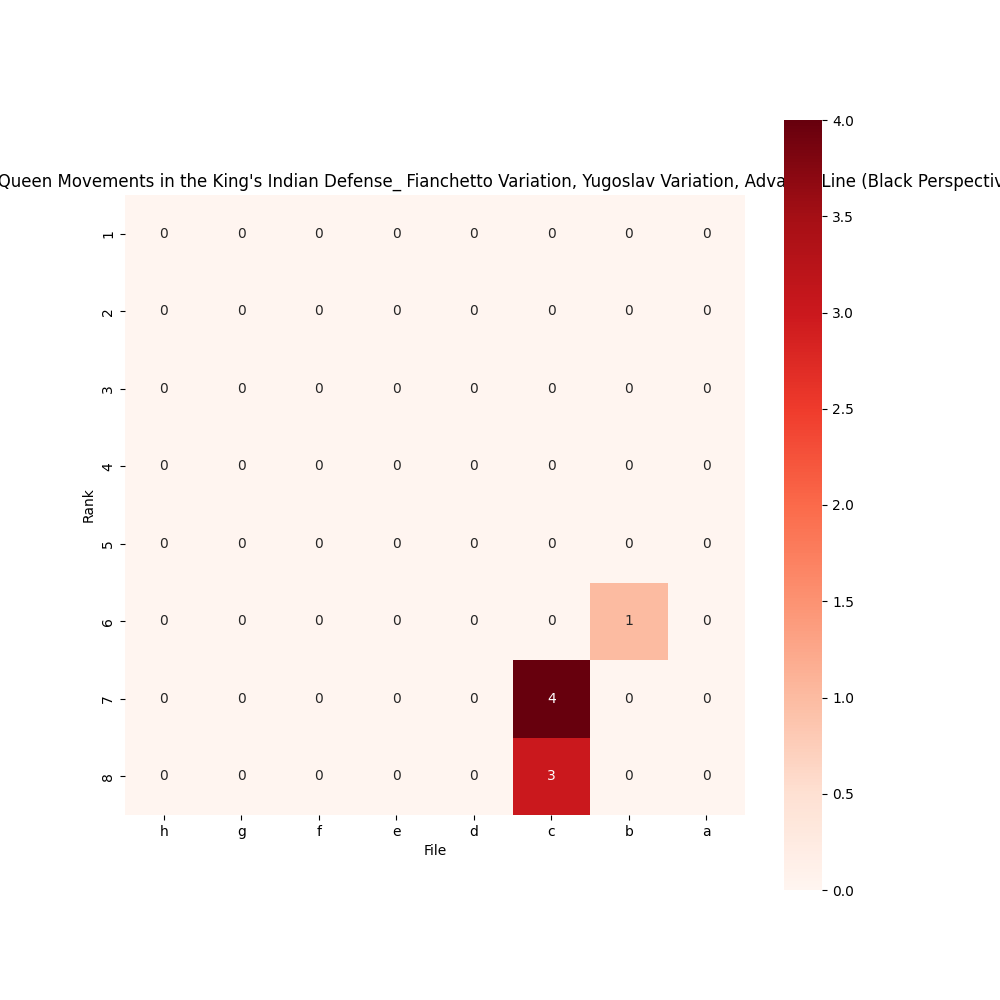 Queen Movements in the King's Indian Defense_ Fianchetto Variation, Yugoslav Variation, Line (Black
4.0
3.5
3.0
2.5
2.0
1.5
1.0
0.5
0.0
1 0 0 0 0 0 0 0 0
2 0 0 0 0 0 0 0 0
3 0 0 0 0 0 0 0 0
4 0 0 0 0 0 0 0 0
Rank
5 0 0 0 0 0 0 0 0
6 0 0 0 0 0 0 1 0
7 0 0 0 0 0 4 0 0
8 0 0 0 0 0 3 0 0
h g f e d c b a
File